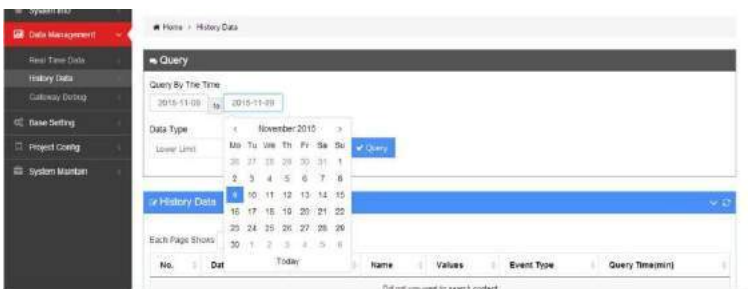 System Info
Data Management
Real Time Data
History Data
Gateway Debug
Base Setting
Project Config
System Maintain
Home > History Data
Query
Query By The Time
2015-11-08 to 2015-11-09
Data Type
Lower Limit
Query
< November 2015 >
Mo Tu We Th Fr Sa Su
26 27 28 29 30 31 1
2 3 4 5 6 7 8
9 10 11 12 13 14 15
16 17 18 19 20 21 22
23 24 25 26 27 28 29
30 1 2 3 4 5 6
Today
History Data
Each Page Shows
No. Dat Name Values Event Type Query Time(min)